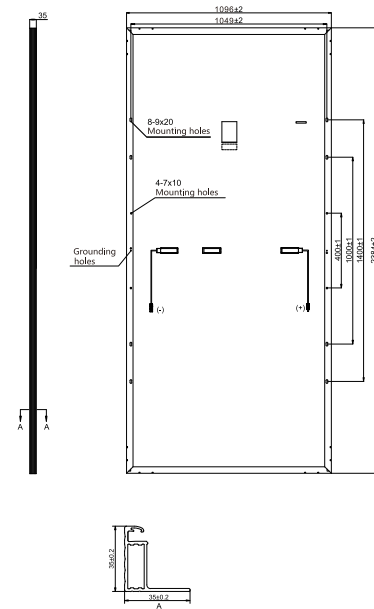 35
1096±2
1049±2
8-9x20
Mounting holes
4-7x10
Mounting holes
Grounding
holes
(-)
(+)
400±1
1000±1
1400±1
A
A
35±0.2
35±0.2
A